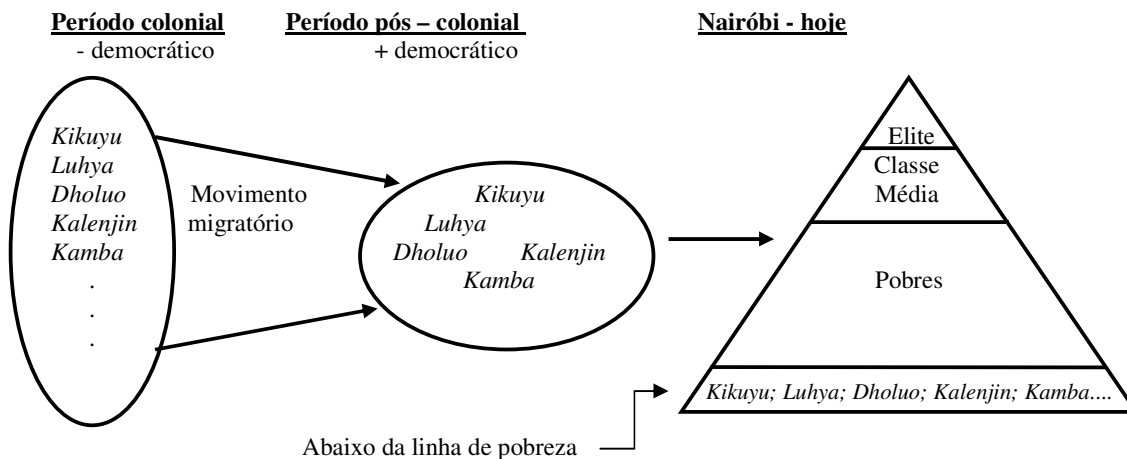 Período colonial
- democrático
Período pós – colonial
+ democrático
Nairóbi - hoje
Kikuyu
Luhya
Dholuo
Kalenjin
Kamba
.
.
.
Movimento
migratório
Kikuyu
Luhya
Dholuo Kalenjin
Kamba
Elite
Classe
Média
Pobres
Kikuyu; Luhya; Dholuo; Kalenjin; Kamba....
Abaixo da linha de pobreza